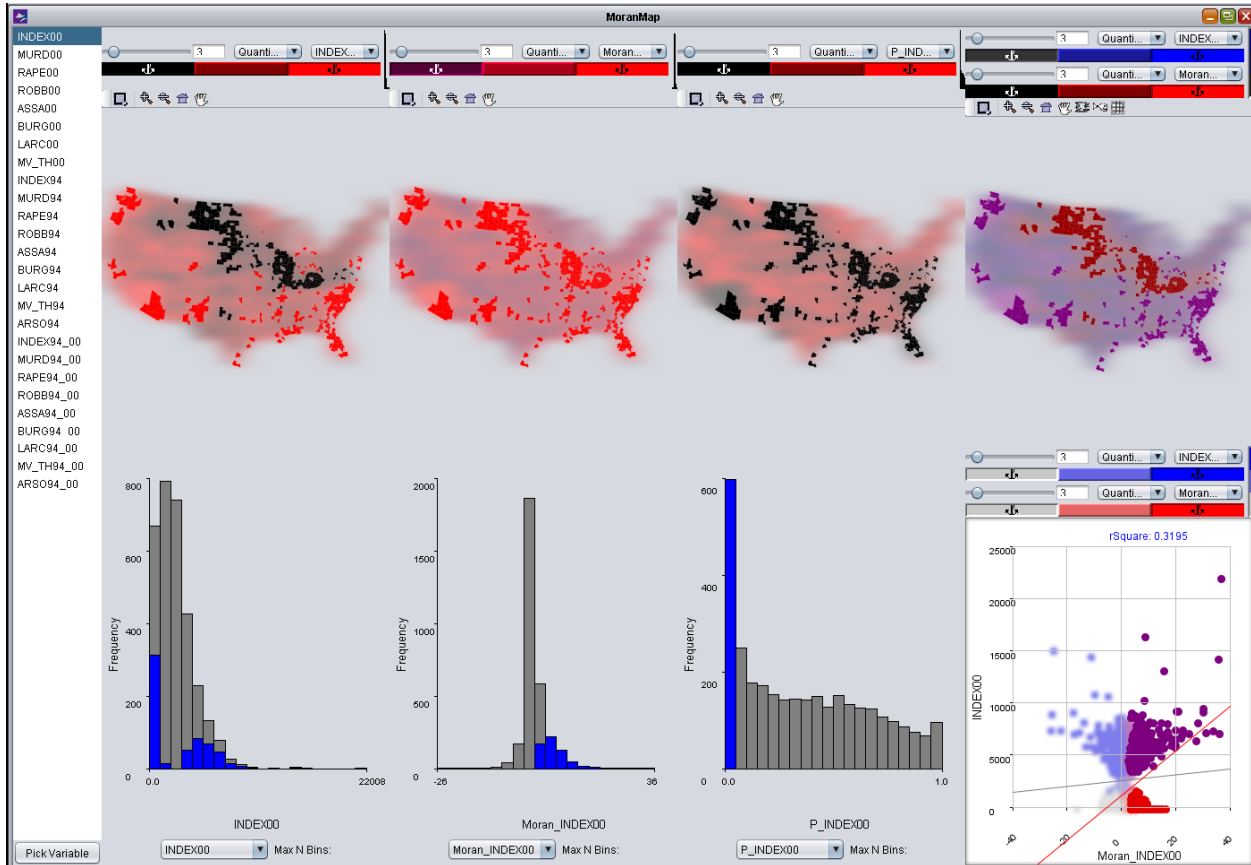 MoranMap
INDEX00
MURD00
RAPE00
ROBB00
ASSA00
BURG00
LARC00
MV_TH00
INDEX94
MURD94
RAPE94
ROBB94
ASSA94
BURG94
LARC94
MV_TH94
ARSO94
INDEX94_00
MURD94_00
RAPE94_00
ROBB94_00
ASSA94_00
BURG94_00
LARC94_00
MV_TH94_00
ARSO94_00
Pick Variable
3 Quanti... INDEX...
3 Quanti... Moran...
3 Quanti... P_IND...
3 Quanti... INDEX...
3 Quanti... Moran...
800
600
400
200
0
Frequency
0.0 22008
INDEX00
INDEX00 Max N Bins:
2000
1500
1000
0
Frequency
-26 36
Moran_INDEX00
Moran_INDEX00 Max N Bins:
600
400
200
0
Frequency
0.0 1.0
P_INDEX00
P_INDEX00 Max N Bins:
3 Quanti... INDEX...
3 Quanti... Moran...
rSquare: 0.3195
25000
20000
15000
10000
5000
0
INDEX00
-40 -20 0 20 40
Moran_INDEX00